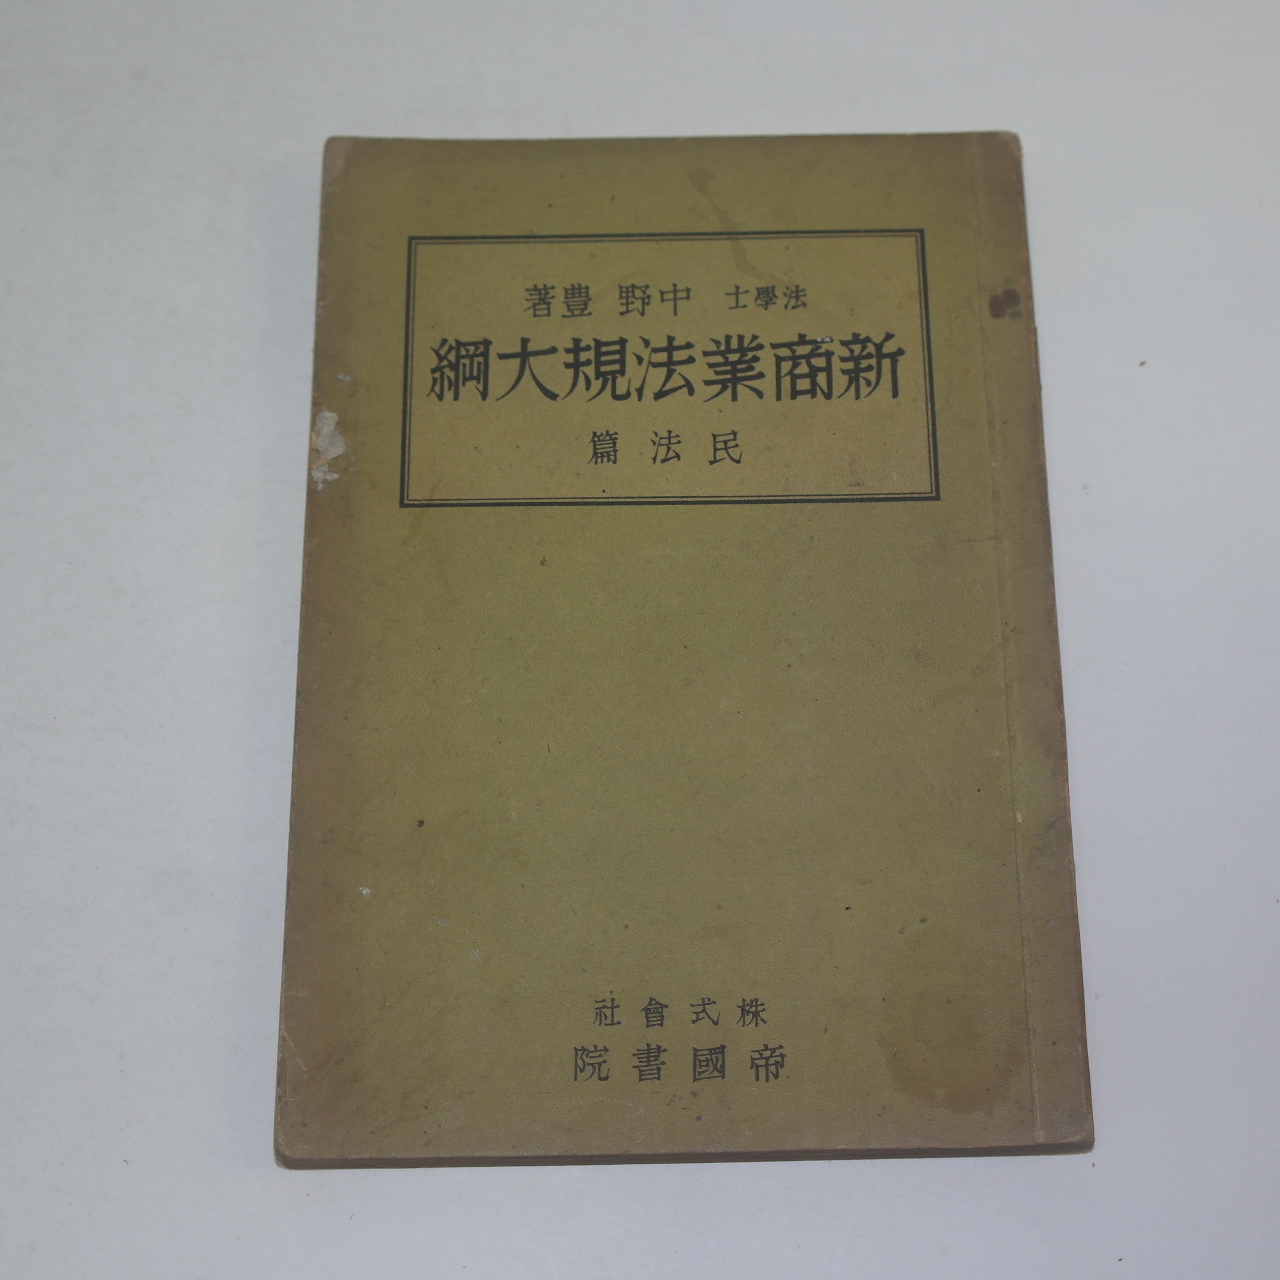 法學士 中野 豊著
新商業法規大綱
民法篇
株式會社
帝國書院